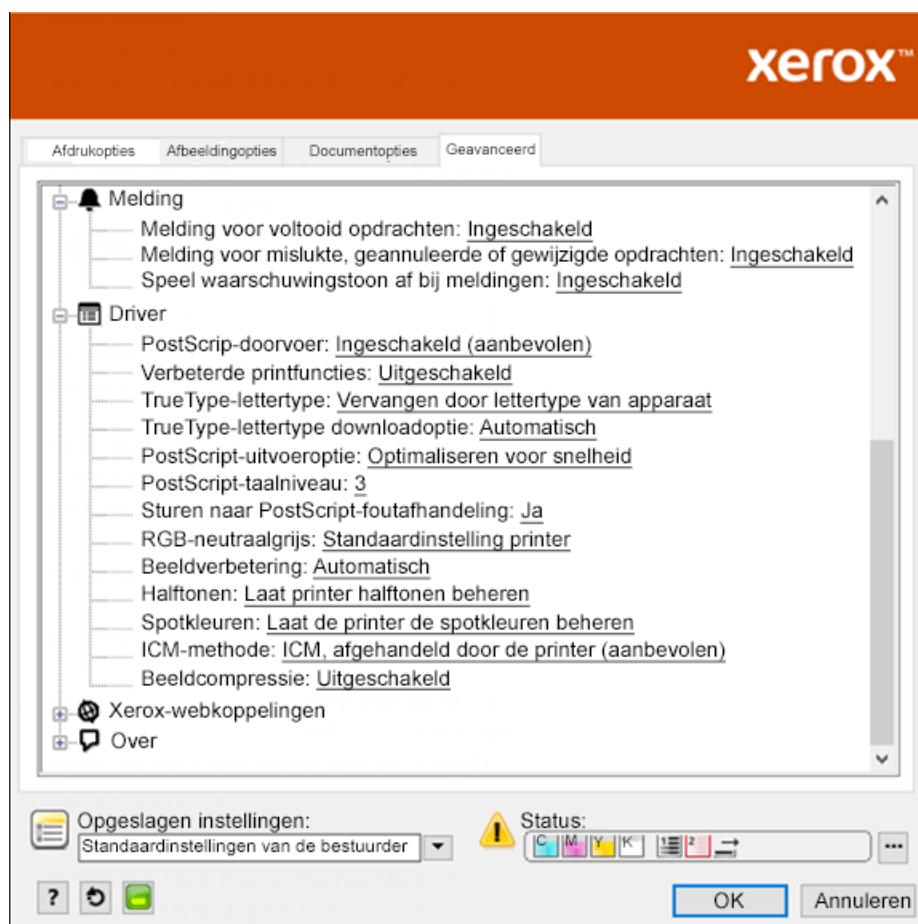 xerox™
Afdrukopties
Afbeeldingopties
Documentopties
Geavanceerd
Melding
Melding voor voltooid opdrachten: Ingeschakeld
Melding voor mislukte, geannuleerde of gewijzigde opdrachten: Ingeschakeld
Speel waarschuwingstoon af bij meldingen: Ingeschakeld
Driver
PostScrip-doorvoer: Ingeschakeld (aanbevolen)
Verbeterde printfuncties: Uitgeschakeld
TrueType-lettertype: Vervangen door lettertype van apparaat
TrueType-lettertype downloadoptie: Automatisch
PostScript-uitvoeroptie: Optimaliseren voor snelheid
PostScript-taalniveau: 3
Sturen naar PostScript-foutafhandeling: Ja
RGB-neutraalgrijs: Standaardinstelling printer
Beeldverbetering: Automatisch
Halftonen: Laat printer halftonen beheren
Spotkleuren: Laat de printer de spotkleuren beheren
ICM-methode: ICM, afgehandeld door de printer (aanbevolen)
Beeldcompressie: Uitgeschakeld
Xerox-webkoppelingen
Over
Opgeslagen instellingen:
Standaardinstellingen van de bestuurder
Status:
C M Y K 1 2
...
?
OK
Annuleren